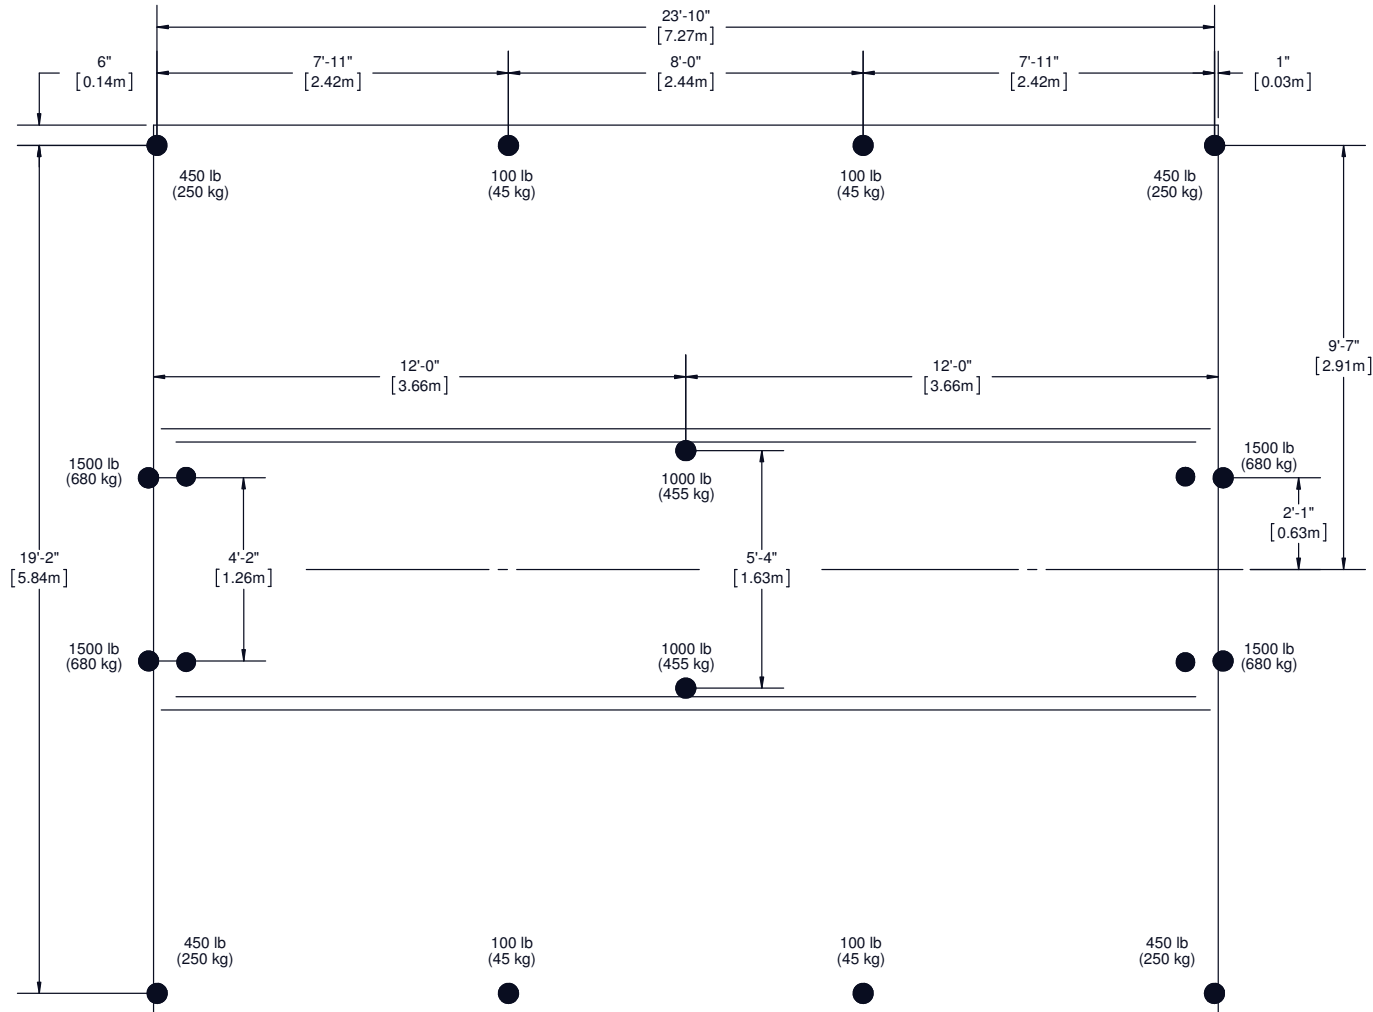 23'-10"
[7.27m]
6"
[0.14m]
7'-11"
[2.42m]
8'-0"
[2.44m]
7'-11"
[2.42m]
1"
[0.03m]
450 lb
(250 kg)
100 lb
(45 kg)
100 lb
(45 kg)
450 lb
(250 kg)
9'-7"
[2.91m]
12'-0"
[3.66m]
12'-0"
[3.66m]
1500 lb
(680 kg)
1000 lb
(455 kg)
1500 lb
(680 kg)
2'-1"
[0.63m]
19'-2"
[5.84m]
4'-2"
[1.26m]
5'-4"
[1.63m]
1500 lb
(680 kg)
1000 lb
(455 kg)
1500 lb
(680 kg)
450 lb
(250 kg)
100 lb
(45 kg)
100 lb
(45 kg)
450 lb
(250 kg)